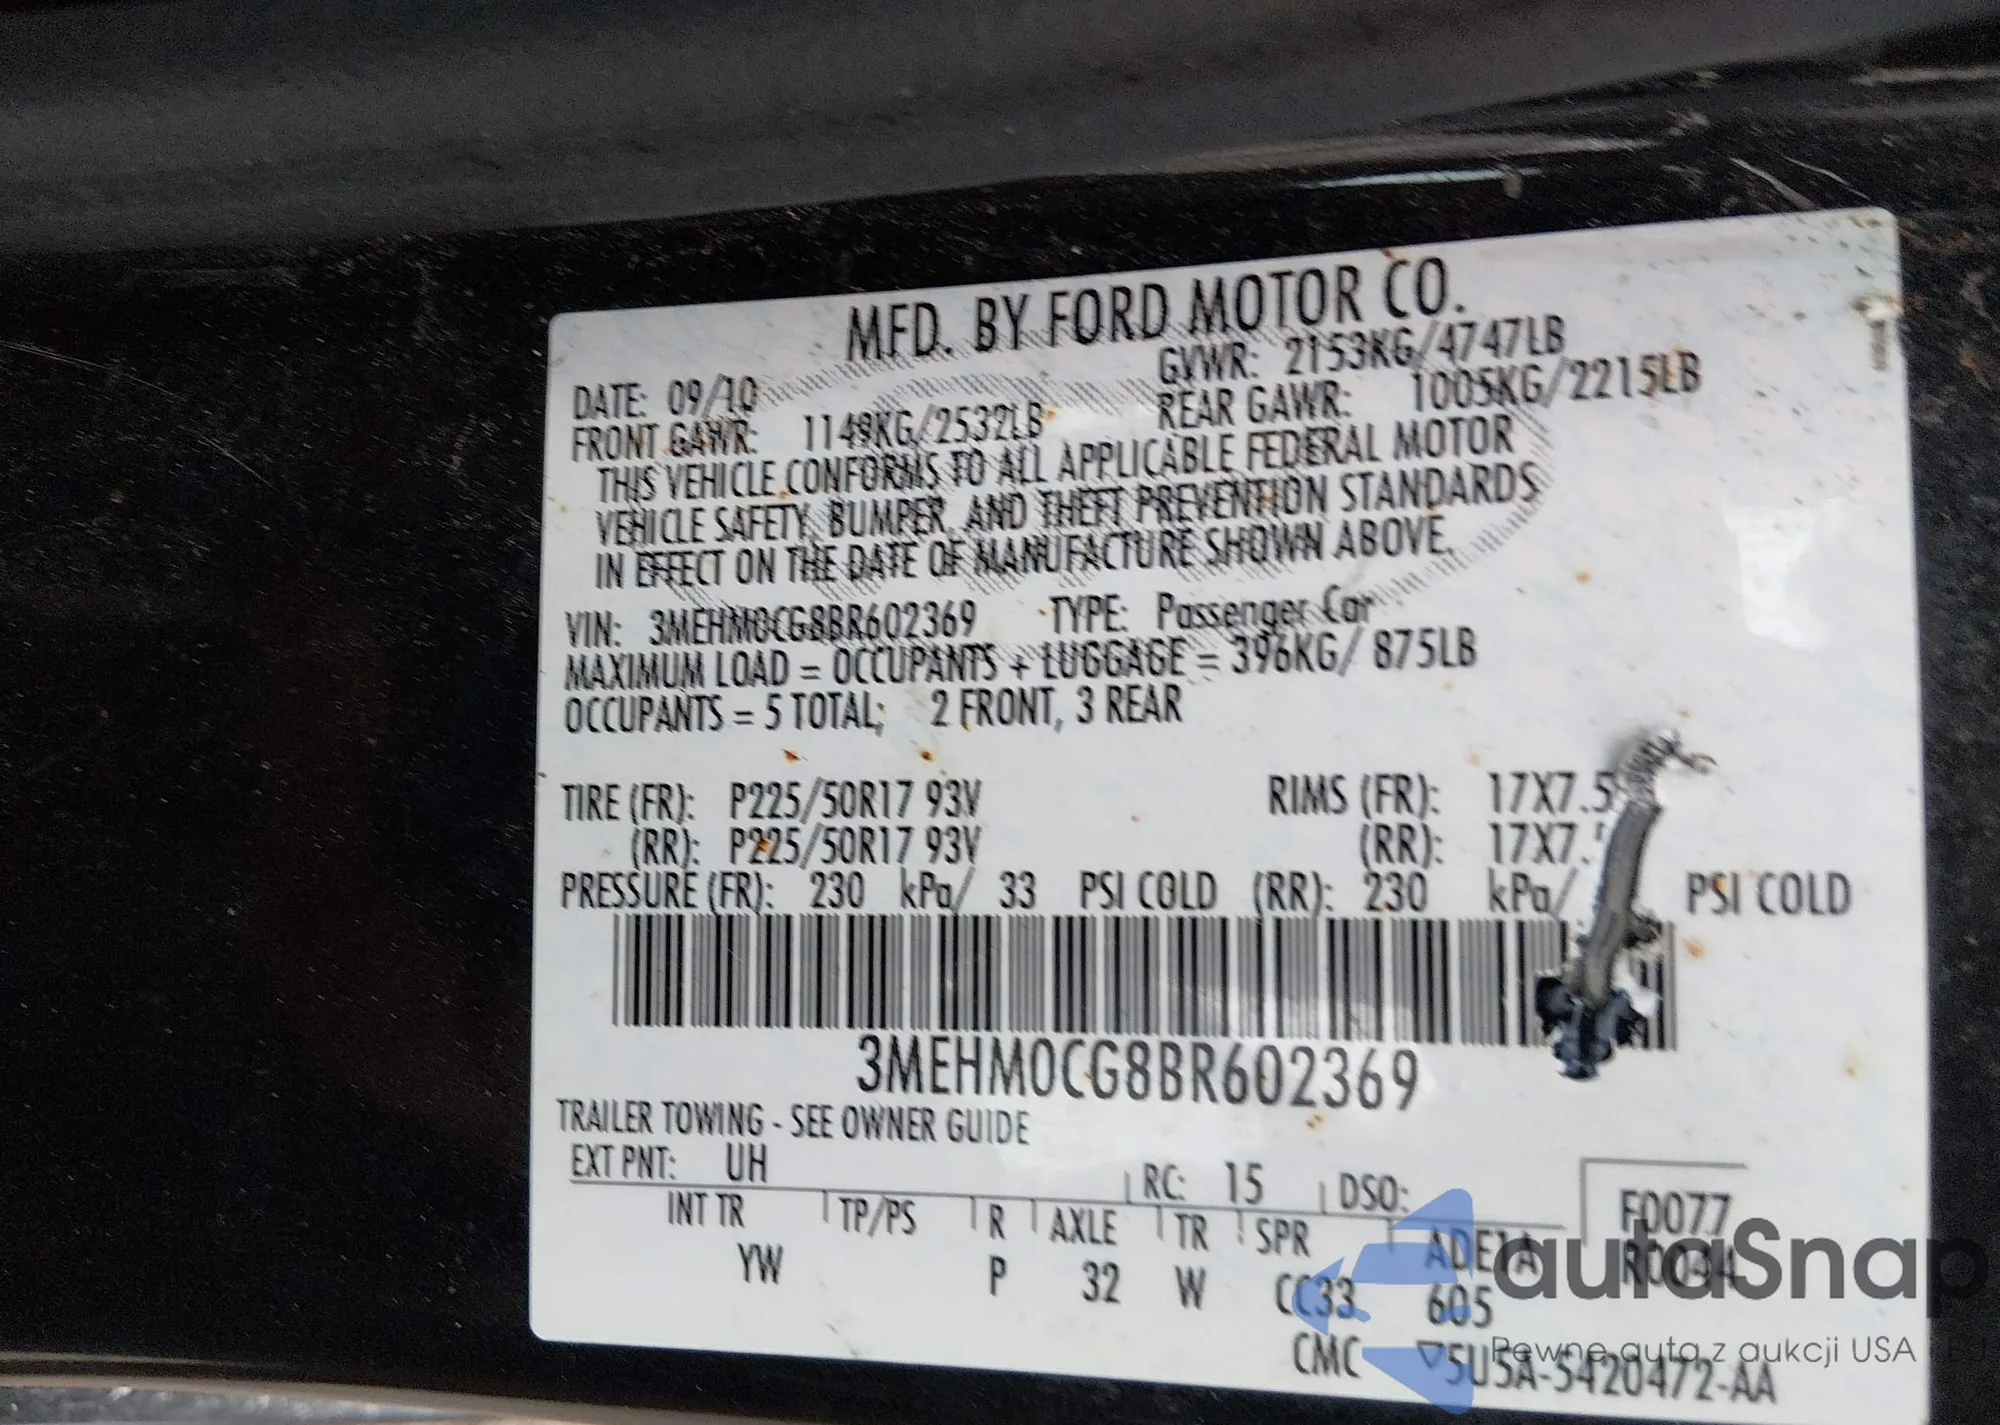 MFD. BY FORD MOTOR CO.
DATE: 09/10 GVWR: 2153KG/4747LB
FRONT GAWR: 1149KG/2532LB REAR GAWR: 1005KG/2215LB
THIS VEHICLE CONFORMS TO ALL APPLICABLE FEDERAL MOTOR
VEHICLE SAFETY, BUMPER, AND THEFT PREVENTION STANDARDS
IN EFFECT ON THE DATE OF MANUFACTURE SHOWN ABOVE.
VIN: 3MEHM0CG8BR602369 TYPE: Passenger Car
MAXIMUM LOAD = OCCUPANTS + LUGGAGE = 396KG/ 875LB
OCCUPANTS = 5 TOTAL; 2 FRONT, 3 REAR
TIRE (FR): P225/50R17 93V RIMS (FR): 17X7.5
(RR): P225/50R17 93V (RR): 17X7.
PRESSURE (FR): 230 kPa/ 33 PSI COLD (RR): 230 kPa/ PSI COLD
3MEHM0CG8BR602369
TRAILER TOWING - SEE OWNER GUIDE
EXT PNT: UH RC: 15 DSO: F0077
INT TR TP/PS R AXLE TR SPR ADE1A R0044
YW P 32 W CC33 605
CMC ▽5U5A-5420472-AA
autaSnap
Pewne auta z aukcji USA i EU